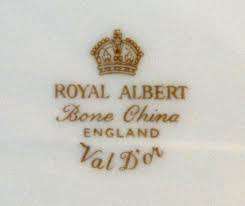 ROYAL ALBERT
Bone China
ENGLAND
Val D'or